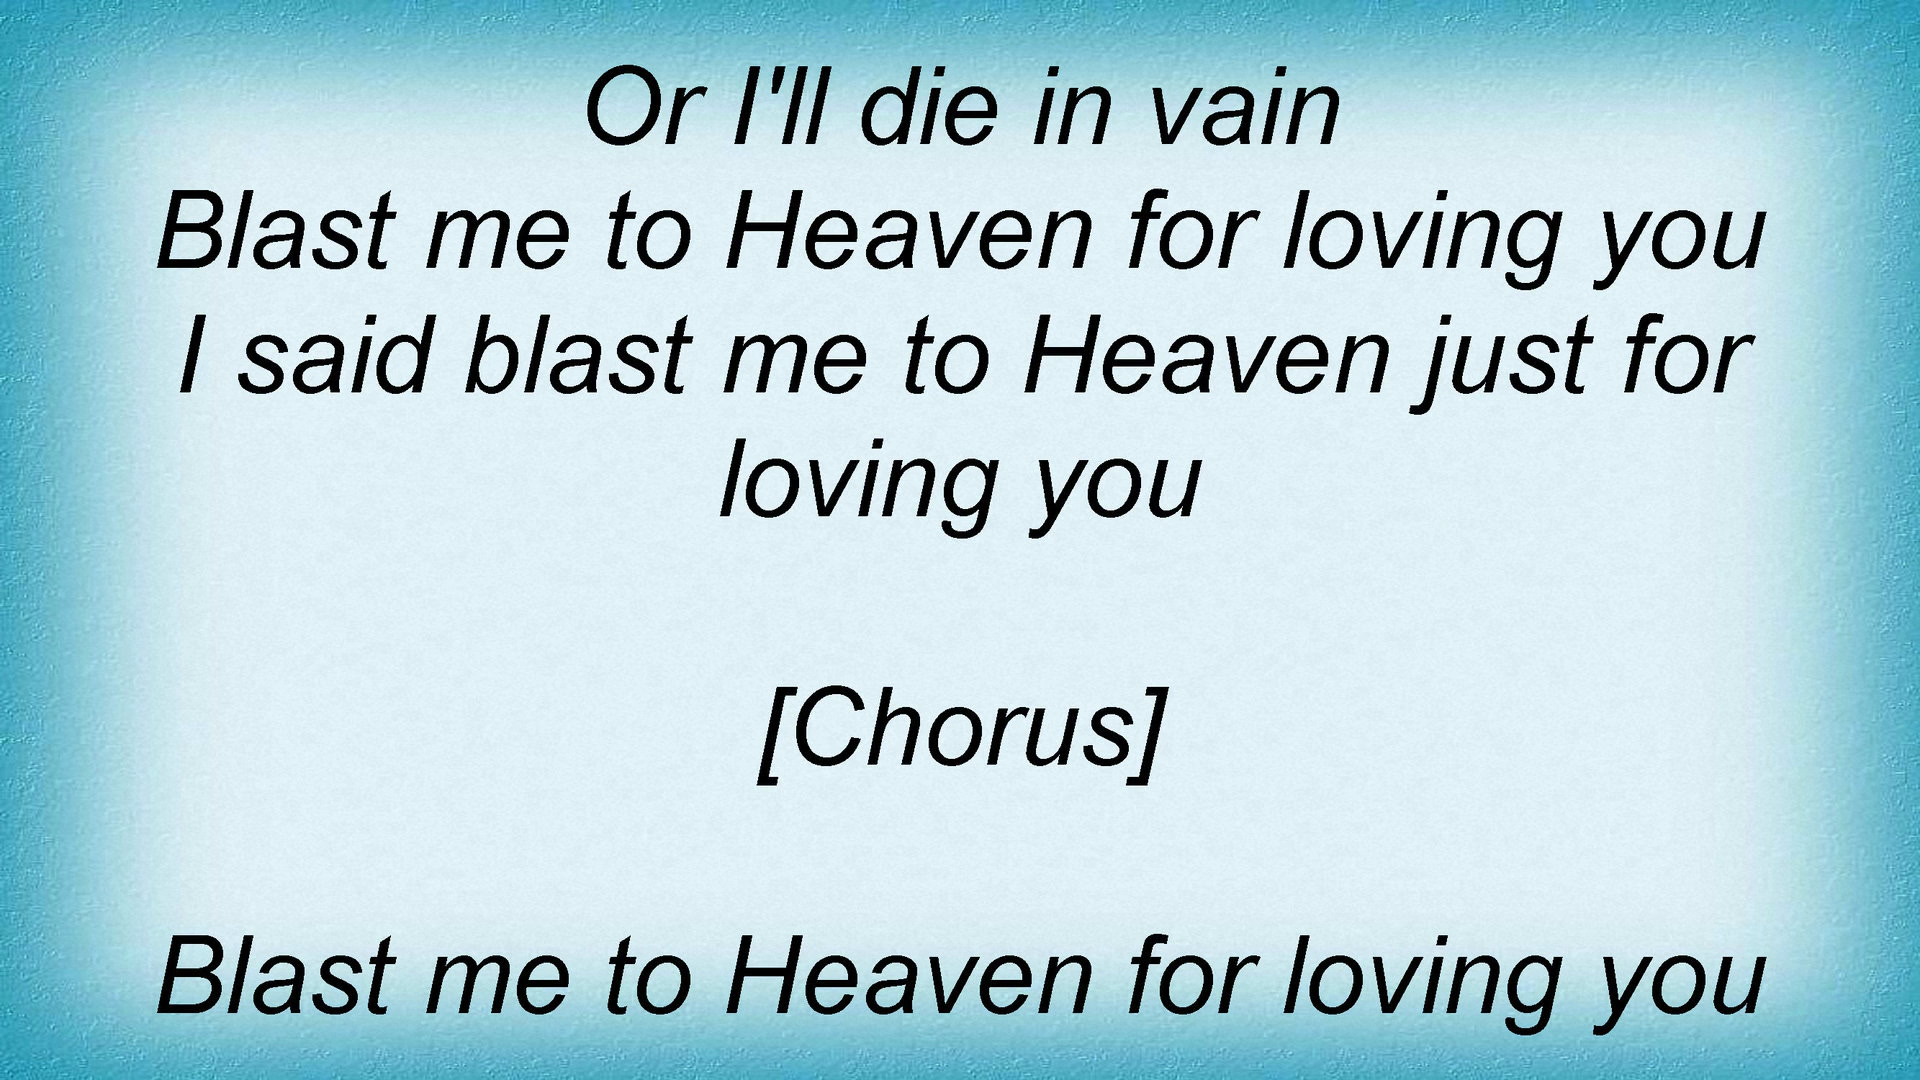 Or I'll die in vain
Blast me to Heaven for loving you
I said blast me to Heaven just for
loving you
[Chorus]
Blast me to Heaven for loving you